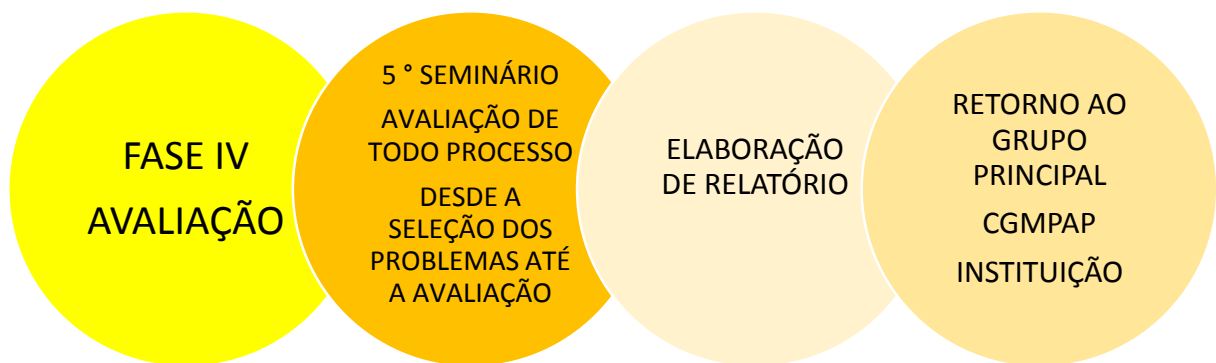 FASE IV
AVALIAÇÃO
5 ° SEMINÁRIO
AVALIAÇÃO DE
TODO PROCESSO
DESDE A
SELEÇÃO DOS
PROBLEMAS ATÉ
A AVALIAÇÃO
ELABORAÇÃO
DE RELATÓRIO
RETORNO AO
GRUPO
PRINCIPAL
CGMPAP
INSTITUIÇÃO